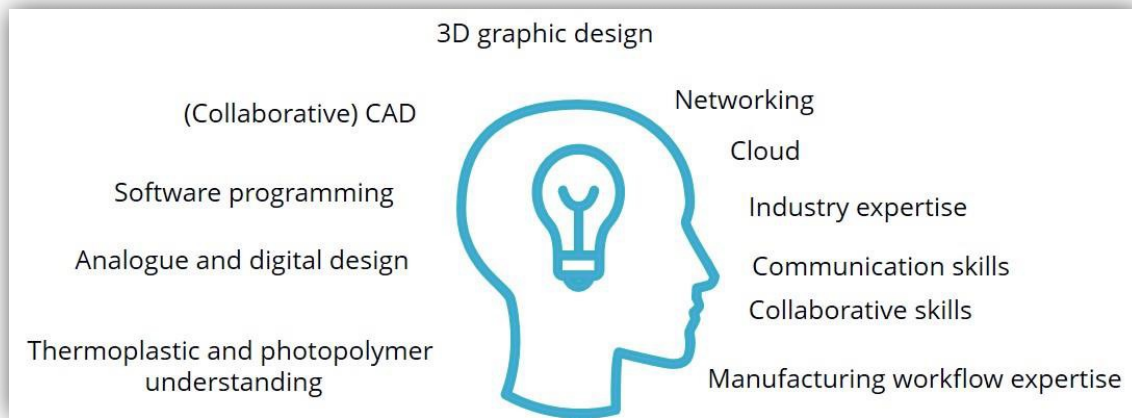 3D graphic design
(Collaborative) CAD
Networking
Cloud
Software programming
Industry expertise
Analogue and digital design
Communication skills
Collaborative skills
Thermoplastic and photopolymer
understanding
Manufacturing workflow expertise